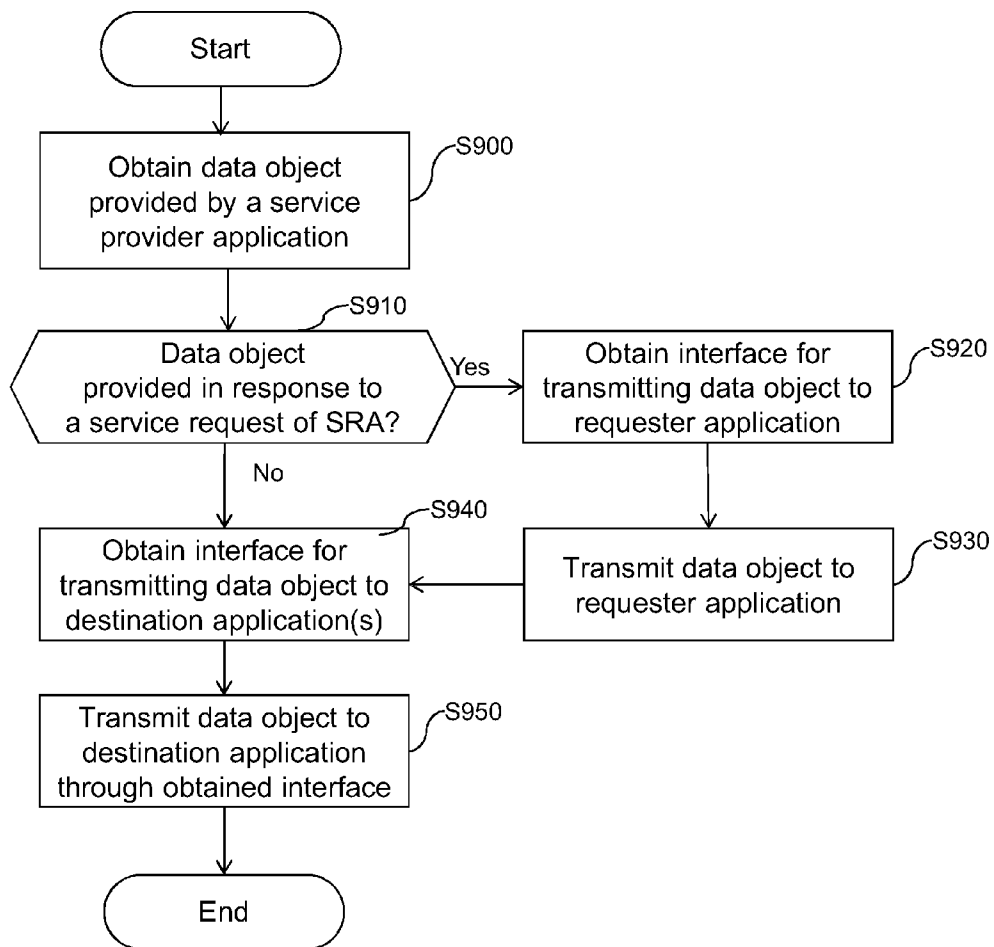 Start
S900
Obtain data object
provided by a service
provider application
S910
Data object
provided in response to
a service request of SRA?
Yes
S920
Obtain interface for
transmitting data object to
requester application
No
S940
Obtain interface for
transmitting data object to
destination application(s)
S930
Transmit data object to
requester application
S950
Transmit data object to
destination application
through obtained interface
End